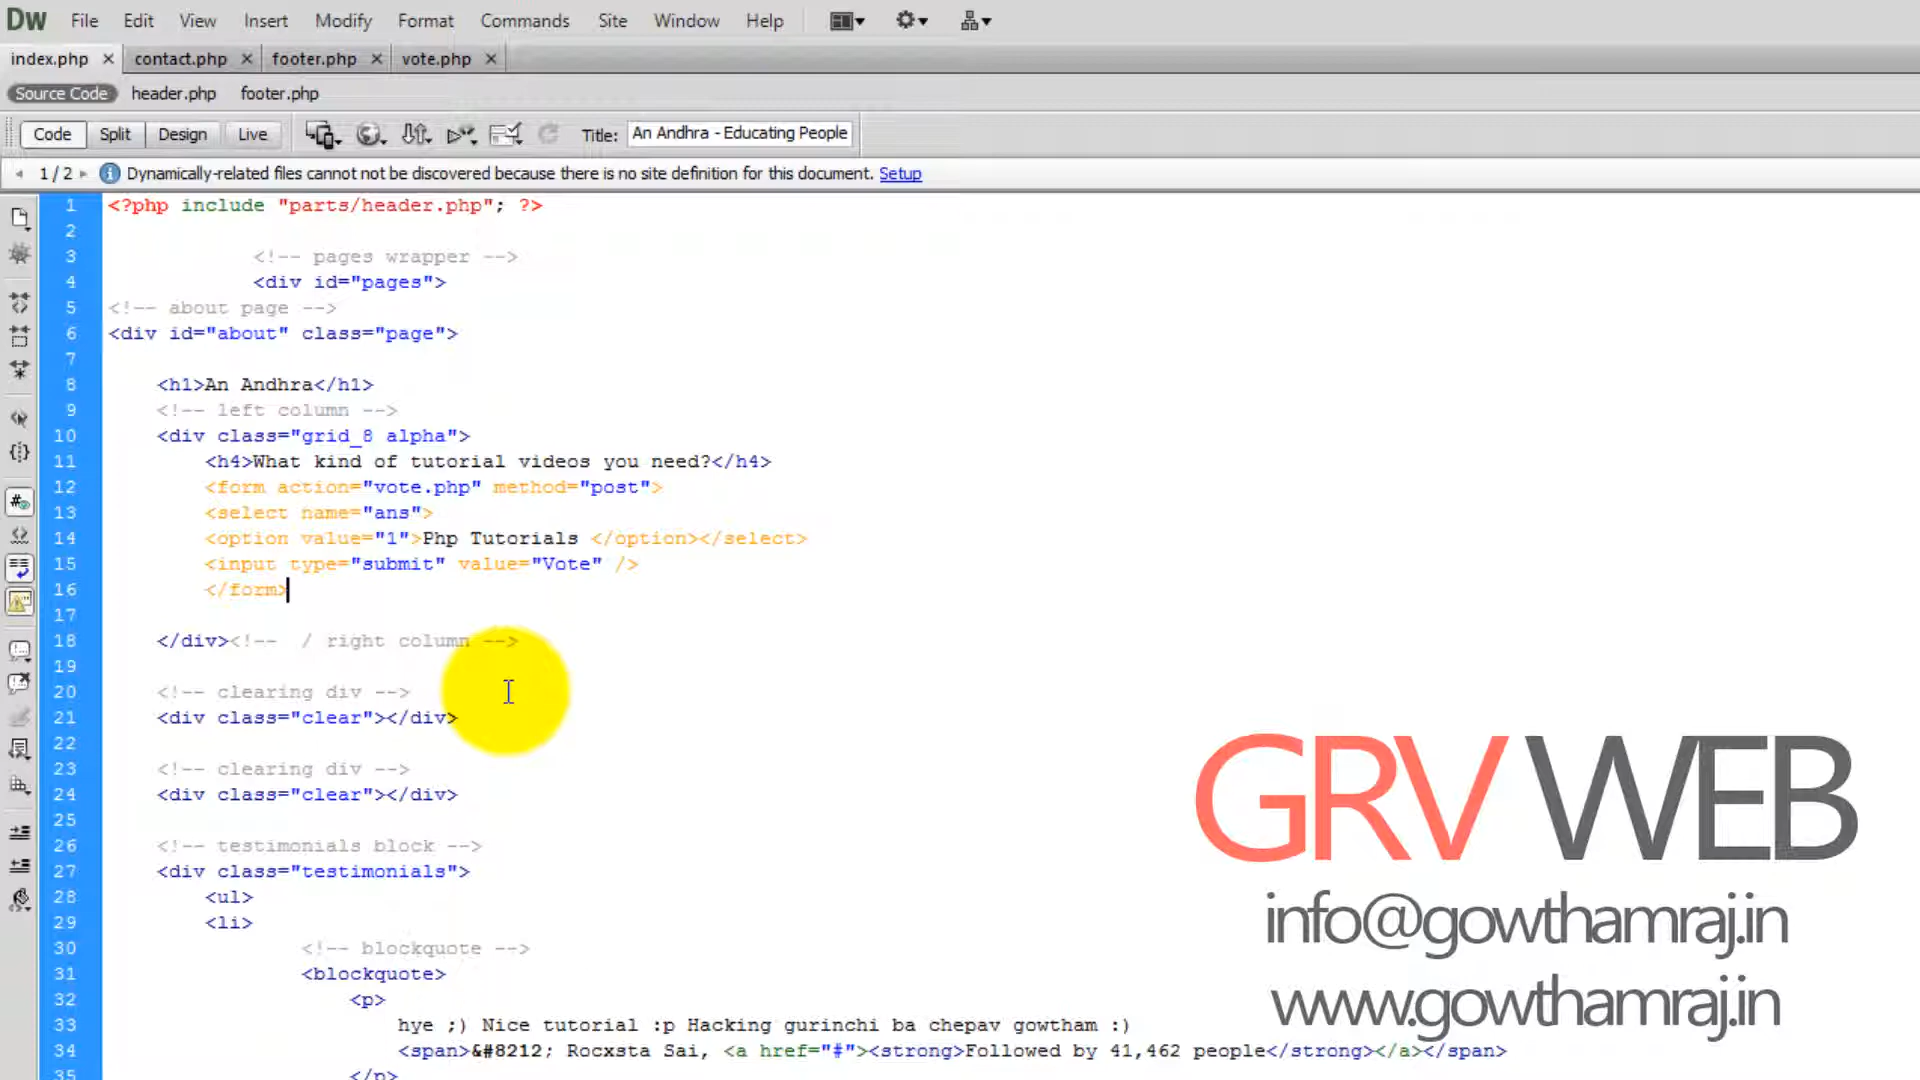 Dw File Edit View Insert Modify Format Commands Site Window Help
index.php × contact.php × footer.php × vote.php ×
Source Code header.php footer.php
Code Split Design Live Title: An Andhra - Educating People
1 / 2 Dynamically-related files cannot not be discovered because there is no site definition for this document. Setup
1 <?php include "parts/header.php"; ?>
2
3 <!-- pages wrapper -->
4 <div id="pages">
5 <!-- about page -->
6 <div id="about" class="page">
7
8 <h1>An Andhra</h1>
9 <!-- left column -->
10 <div class="grid_8 alpha">
11 <h4>What kind of tutorial videos you need?</h4>
12 <form action="vote.php" method="post">
13 <select name="ans">
14 <option value="1">Php Tutorials </option></select>
15 <input type="submit" value="Vote" />
16 </form>
17
18 </div><!--  / right column -->
19
20 <!-- clearing div -->
21 <div class="clear"></div>
22
23 <!-- clearing div -->
24 <div class="clear"></div>
25
26 <!-- testimonials block -->
27 <div class="testimonials">
28 <ul>
29 <li>
30 <!-- blockquote -->
31 <blockquote>
32 <p>
33 hye ;) Nice tutorial :p Hacking gurinchi ba chepav gowtham :)
34 <span>&#8212; Rocxsta Sai, <a href="#"><strong>Followed by 41,462 people</strong></a></span>
35 </p>
GRV WEB
info@gowthamraj.in
www.gowthamraj.in